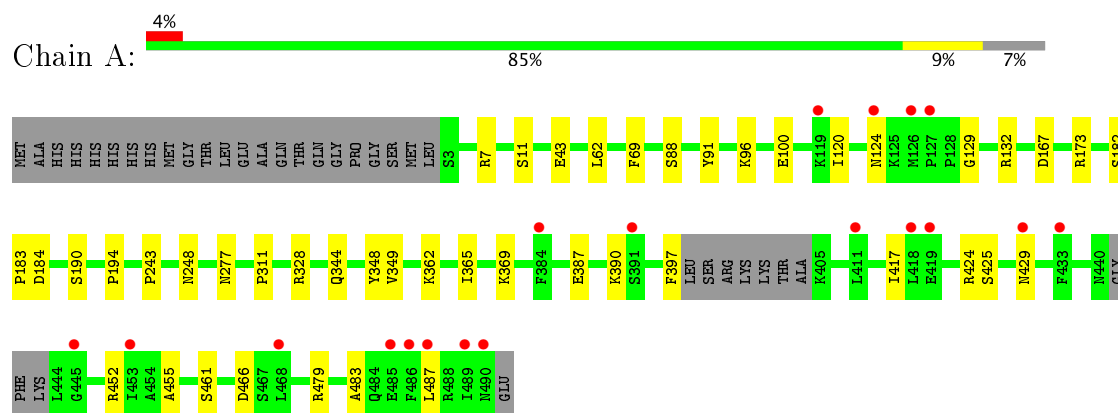 4%
Chain A:
85% 9% 7%
MET ALA HIS HIS HIS HIS HIS HIS MET GLY THR LEU GLU ALA GLN THR GLN GLY PRO GLY SER MET LEU S3 R7 S11 E43 L62 F69 S88 Y91 K96 E100 K119 I120 N124 K125 M126 P127 P128 G129 R132 D167 R173 S182
P183 D184 S190 P194 P243 N248 N277 P311 R328 Q344 Y348 V349 K362 I365 K369 F384 E387 K390 S391 F397 LEU SER ARG LYS LYS THR ALA K405 L411 I417 L418 E419 R424 S425 N429 F433 N440 GLY
PHE LYS L444 G445 R452 I453 A454 A455 S461 D466 S467 L468 R479 A483 Q484 E485 F486 L487 R488 I489 N490 GLU